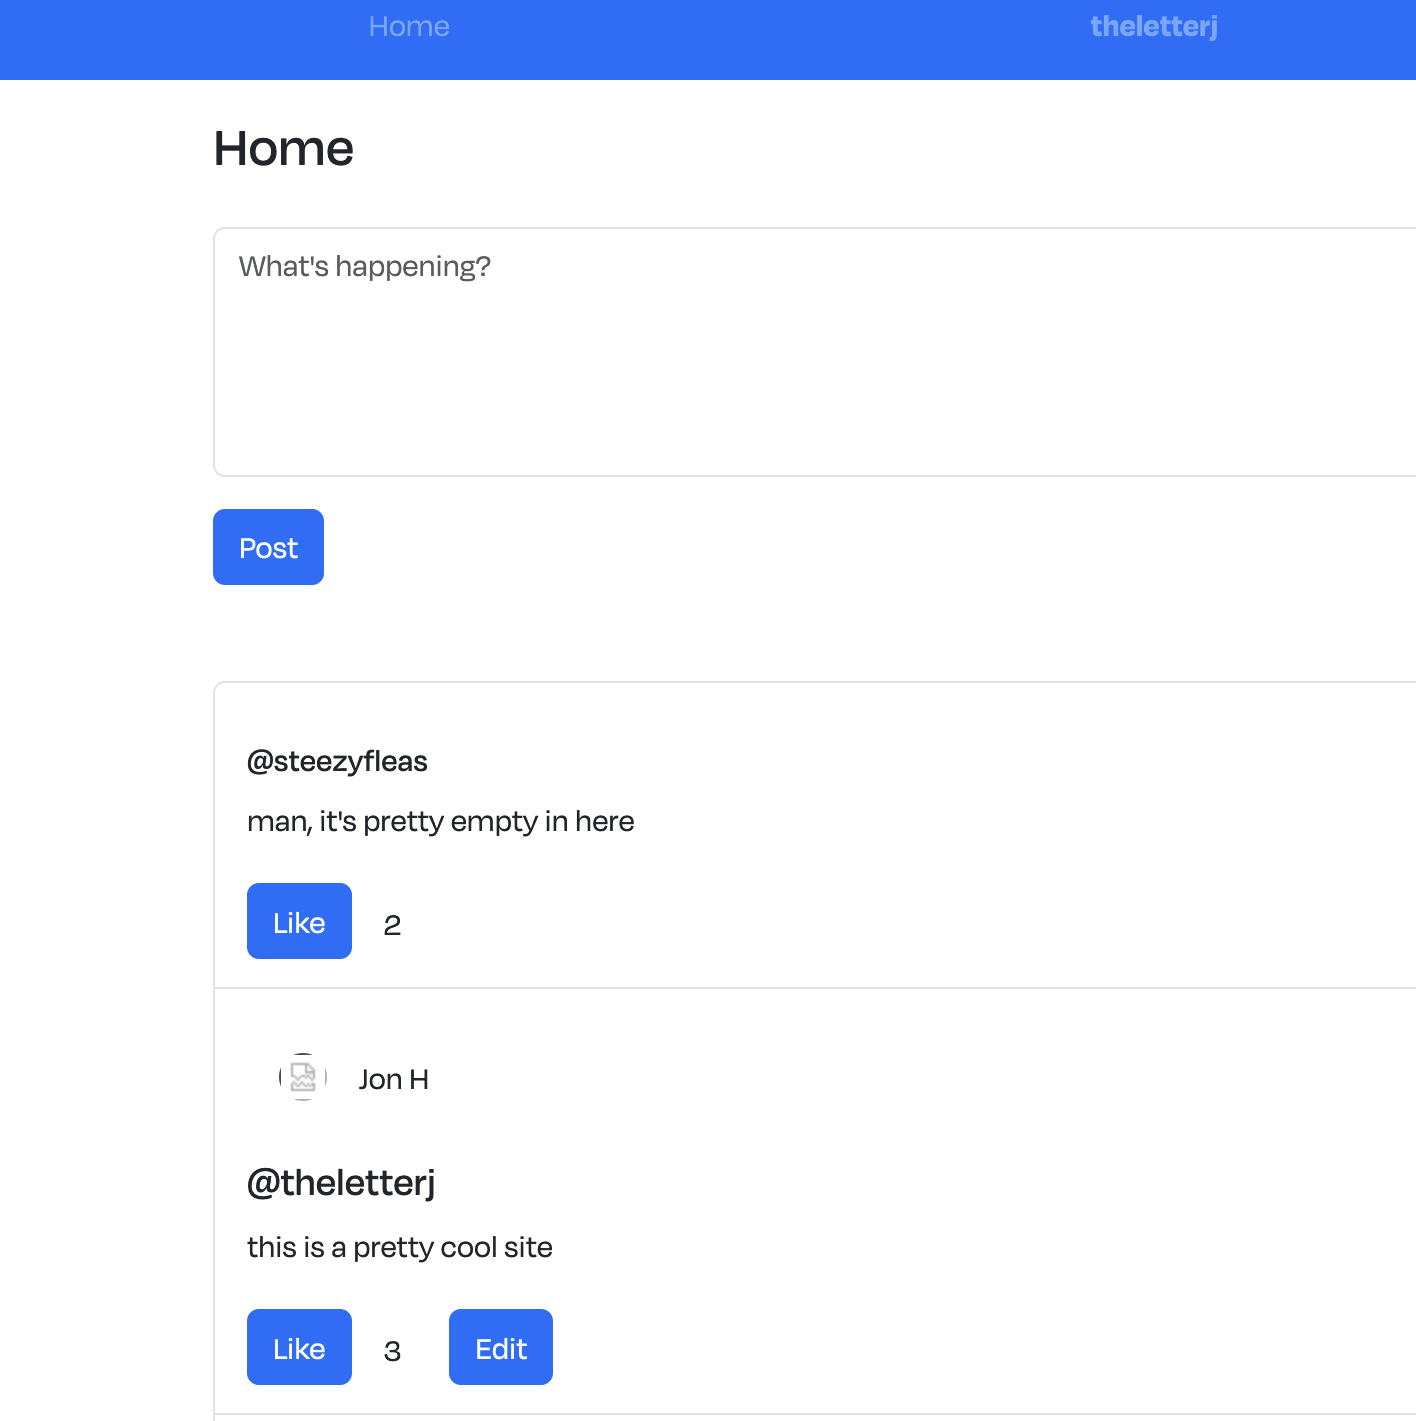 Home theletterj
Home
What's happening?
Post
@steezyfleas
man, it's pretty empty in here
Like 2
Jon H
@theletterj
this is a pretty cool site
Like 3 Edit